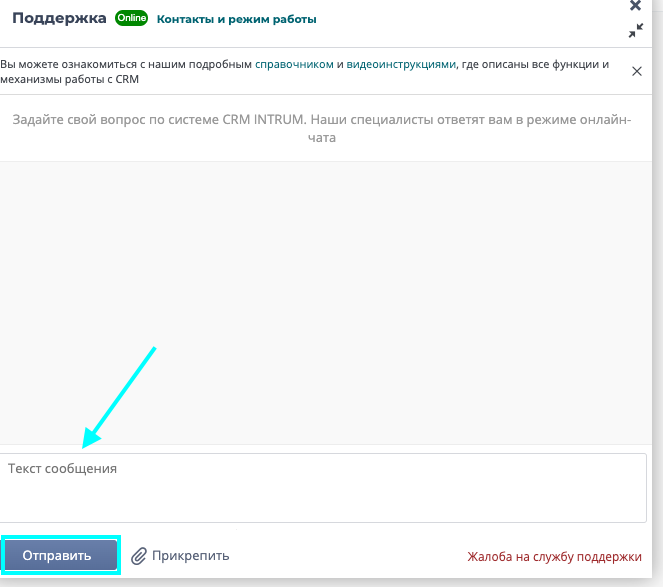 Поддержка Online Контакты и режим работы
Вы можете ознакомиться с нашим подробным справочником и видеоинструкциями, где описаны все функции и
механизмы работы с CRM
Задайте свой вопрос по системе CRM INTRUM. Наши специалисты ответят вам в режиме онлайн-
чата
Текст сообщения
Отправить Прикрепить Жалоба на службу поддержки